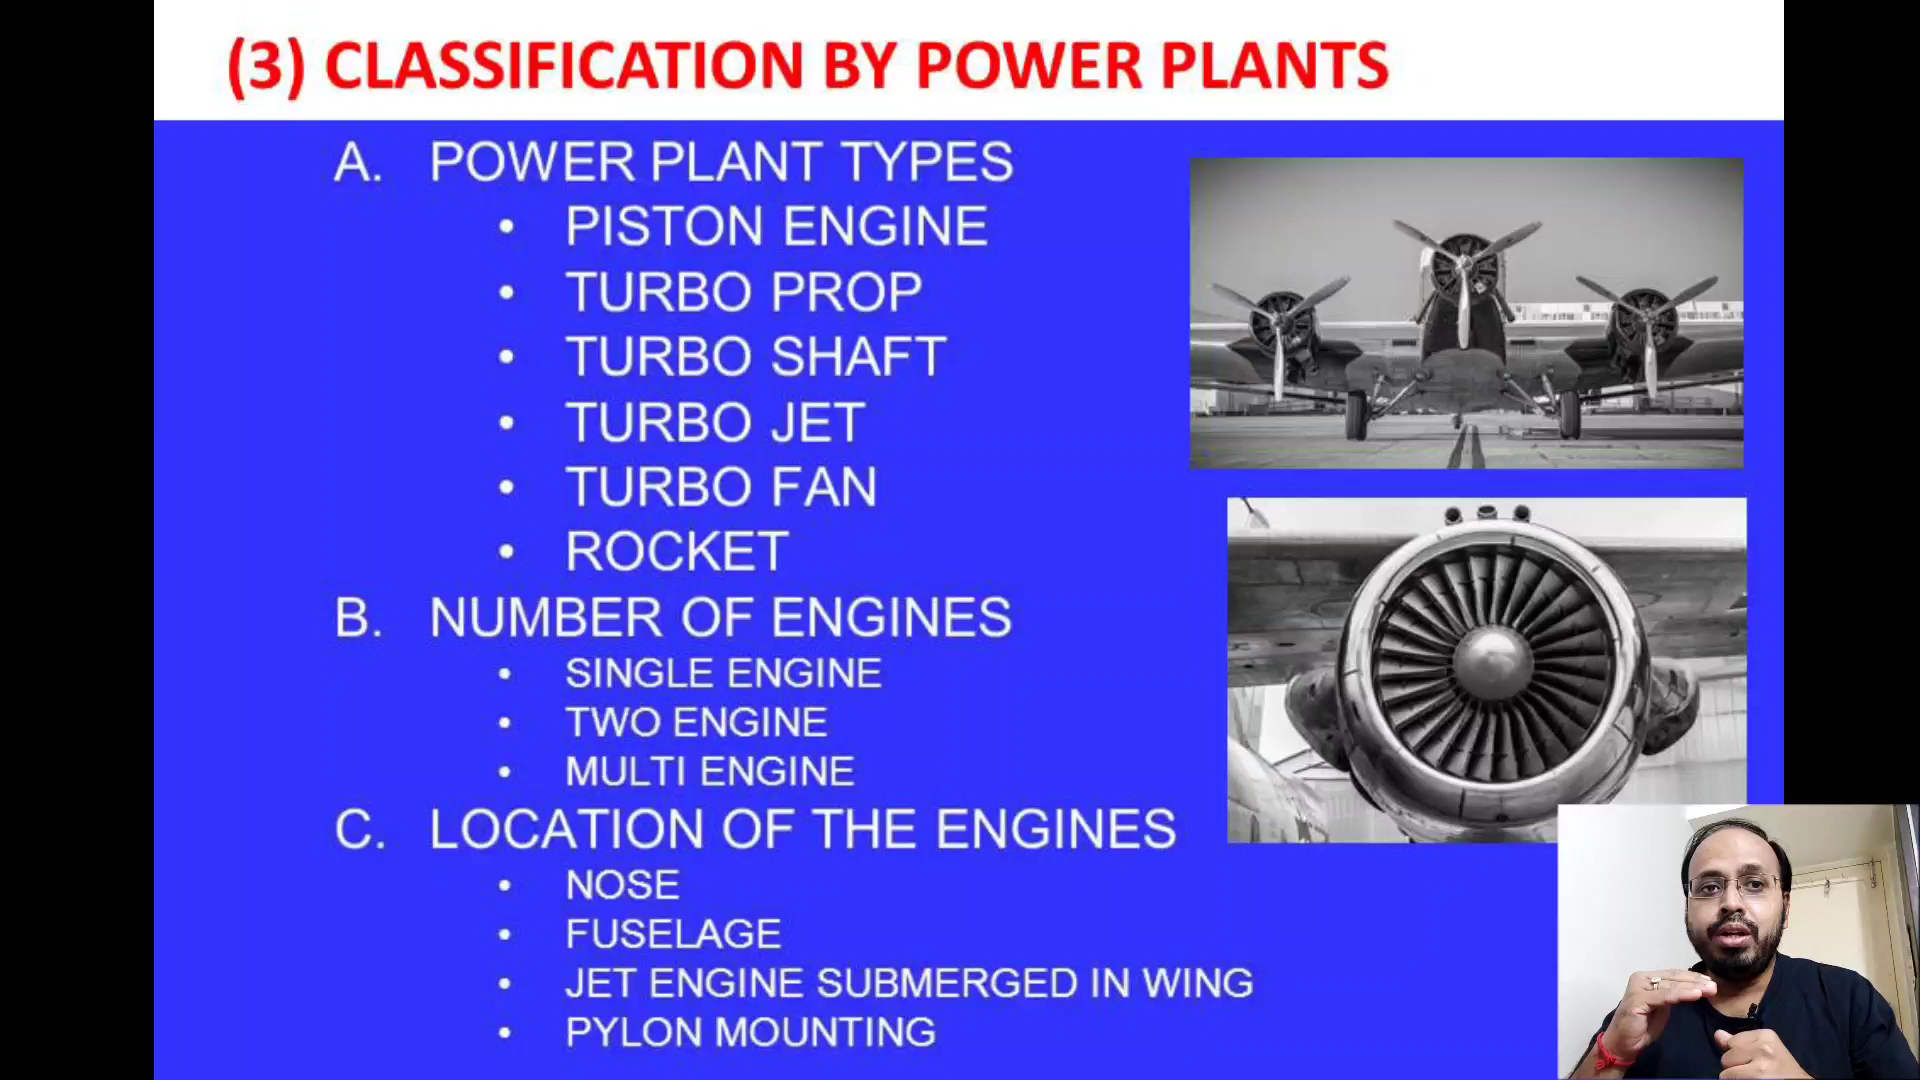 (3) CLASSIFICATION BY POWER PLANTS
A. POWER PLANT TYPES
• PISTON ENGINE
• TURBO PROP
• TURBO SHAFT
• TURBO JET
• TURBO FAN
• ROCKET
B. NUMBER OF ENGINES
• SINGLE ENGINE
• TWO ENGINE
• MULTI ENGINE
C. LOCATION OF THE ENGINES
• NOSE
• FUSELAGE
• JET ENGINE SUBMERGED IN WING
• PYLON MOUNTING